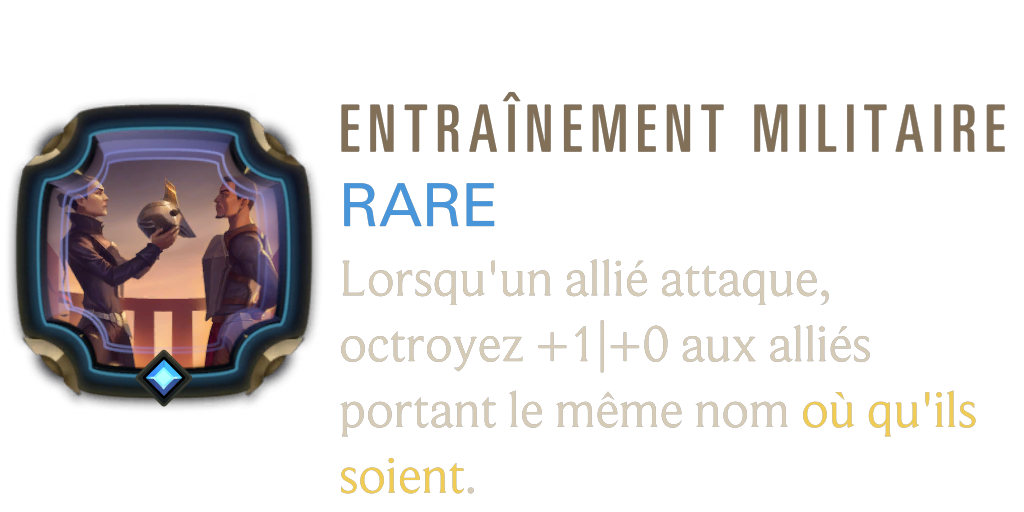 ENTRAÎNEMENT MILITAIRE
RARE
Lorsqu'un allié attaque,
octroyez +1|+0 aux alliés
portant le même nom où qu'ils
soient.